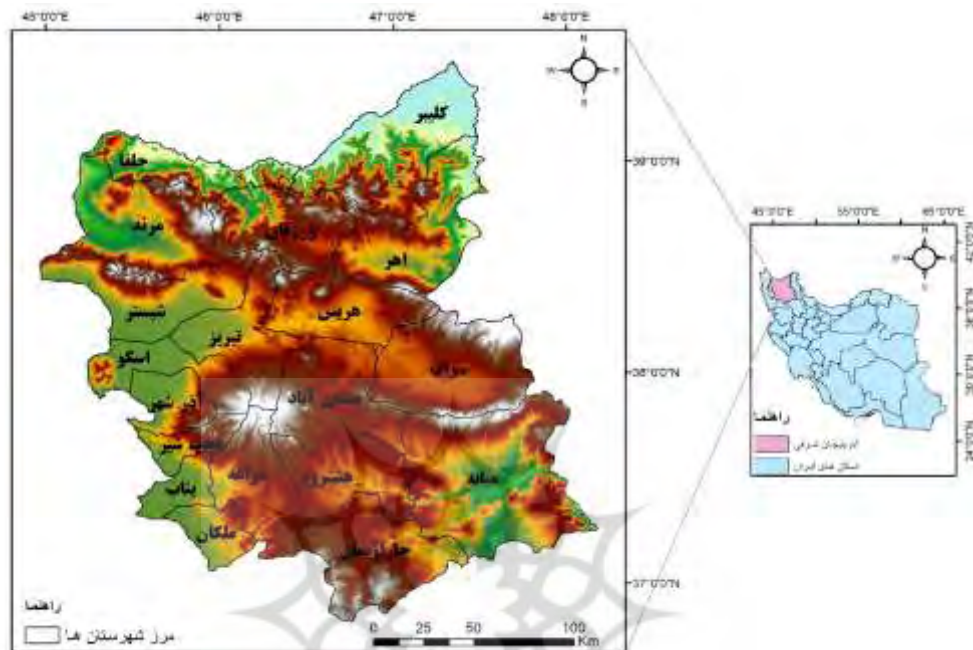 45°0'0"E 46°0'0"E 47°0'0"E 48°0'0"E
N
W E
S
39°0'0"N
38°0'0"N
37°0'0"N
کلیبر
جلفا
مرند
اهر
هریس
شبستر
تبریز
اسکو
سراب
آباد
میانه
هشترود
مراغه
بناب
ملکان
راهنما
مرز شهرستان ها
0 25 50 100
Km
45°0'0"E 55°0'0"E 65°0'0"E
N
S
راهنما
آذربایجان شرقی
استان های ایران